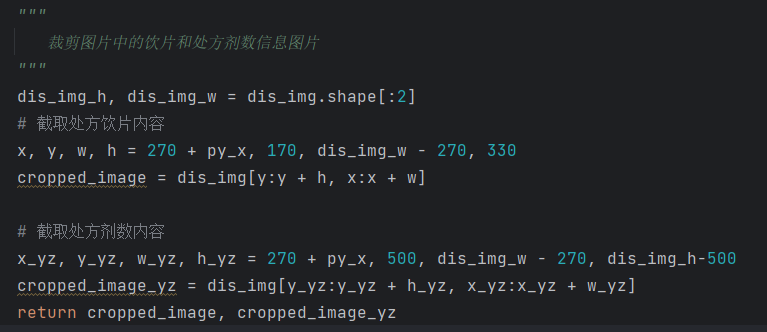 """
裁剪图片中的饮片和处方剂数信息图片
"""
dis_img_h, dis_img_w = dis_img.shape[:2]
# 截取处方饮片内容
x, y, w, h = 270 + py_x, 170, dis_img_w - 270, 330
cropped_image = dis_img[y:y + h, x:x + w]
# 截取处方剂数内容
x_yz, y_yz, w_yz, h_yz = 270 + py_x, 500, dis_img_w - 270, dis_img_h-500
cropped_image_yz = dis_img[y_yz:y_yz + h_yz, x_yz:x_yz + w_yz]
return cropped_image, cropped_image_yz